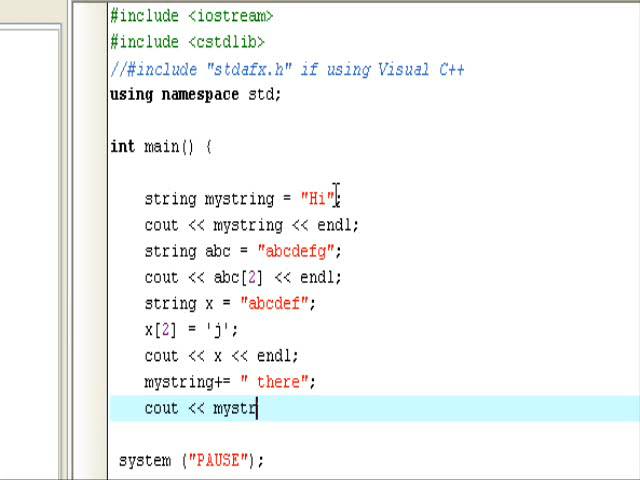 #include <iostream>
#include <cstdlib>
//#include "stdafx.h" if using Visual C++
using namespace std;
int main() {
string mystring = "Hi";
cout << mystring << endl;
string abc = "abcdefg";
cout << abc[2] << endl;
string x = "abcdef";
x[2] = 'j';
cout << x << endl;
mystring+= " there";
cout << mystr
system ("PAUSE");